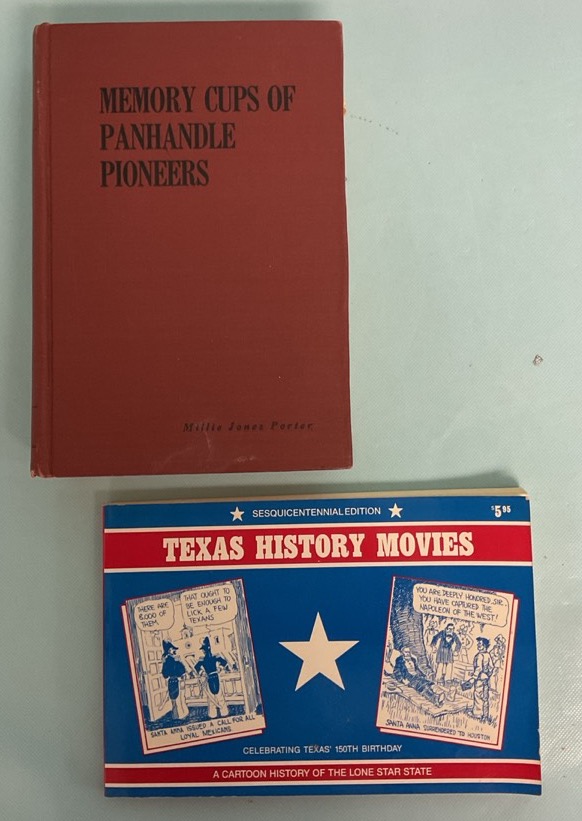 MEMORY CUPS OF
PANHANDLE
PIONEERS
Millie Jones Porter
SESQUICENTENNIAL EDITION
$5.95
TEXAS HISTORY MOVIES
THERE ARE
6,000 OF
THEM
THAT OUGHT TO
BE ENOUGH TO
LICK A FEW
TEXANS
SANTA ANNA ISSUED A CALL FOR ALL
LOYAL MEXICANS.
YOU ARE DEEPLY HONORED, SIR..
YOU HAVE CAPTURED THE
NAPOLEON OF THE WEST!
SANTA ANNA SURRENDERED TO HOUSTON
CELEBRATING TEXAS' 150TH BIRTHDAY
A CARTOON HISTORY OF THE LONE STAR STATE